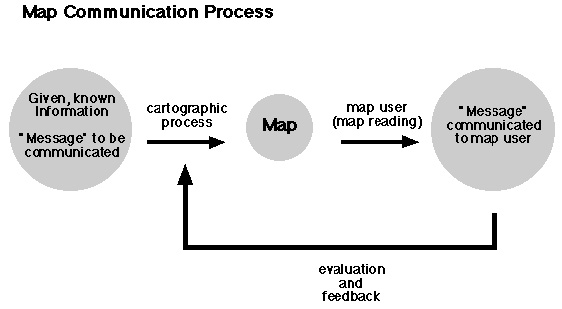 Map Communication Process
Given, known
Information
"Message" to be
communicated
cartographic
process
Map
map user
(map reading)
"Message"
communicated
to map user
evaluation
and
feedback